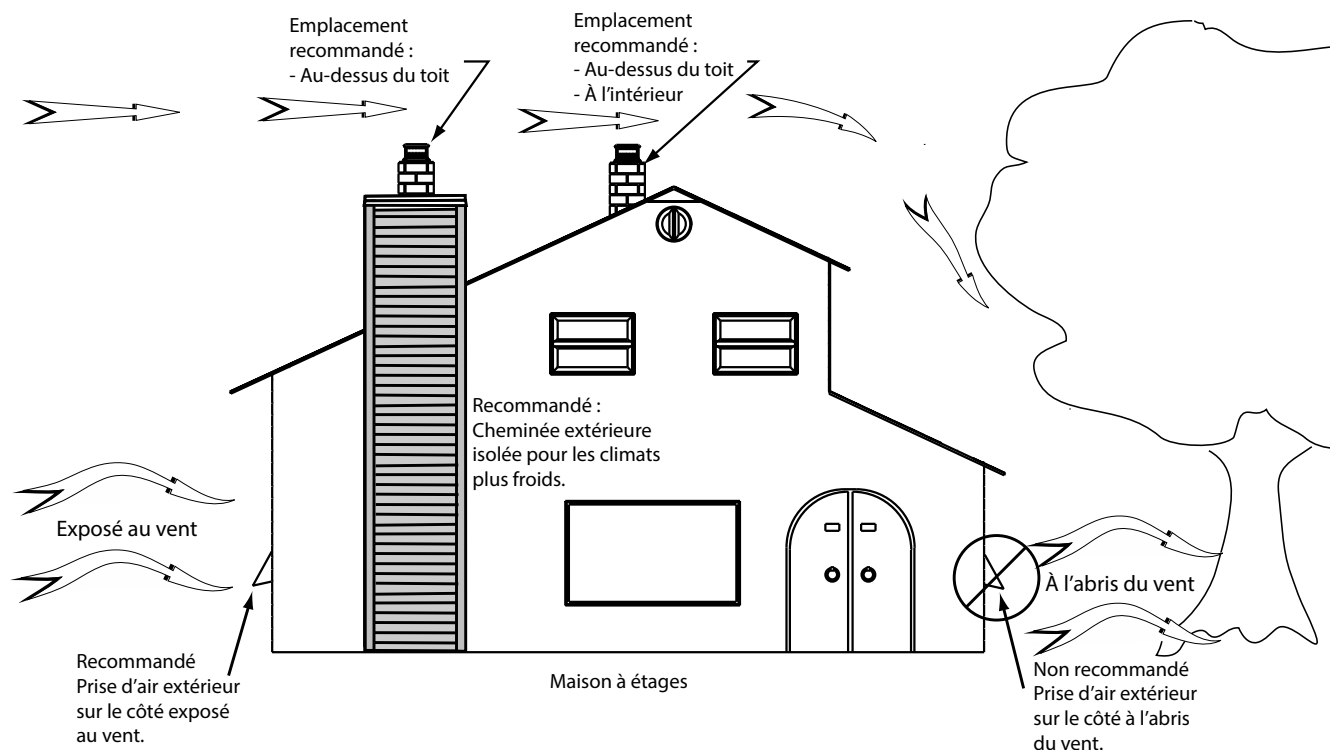 Emplacement
recommandé :
- Au-dessus du toit
Emplacement
recommandé :
- Au-dessus du toit
- À l'intérieur
Recommandé :
Cheminée extérieure
isolée pour les climats
plus froids.
Exposé au vent
À l'abris du vent
Recommandé
Prise d'air extérieur
sur le côté exposé
au vent.
Maison à étages
Non recommandé
Prise d'air extérieur
sur le côté à l'abris
du vent.